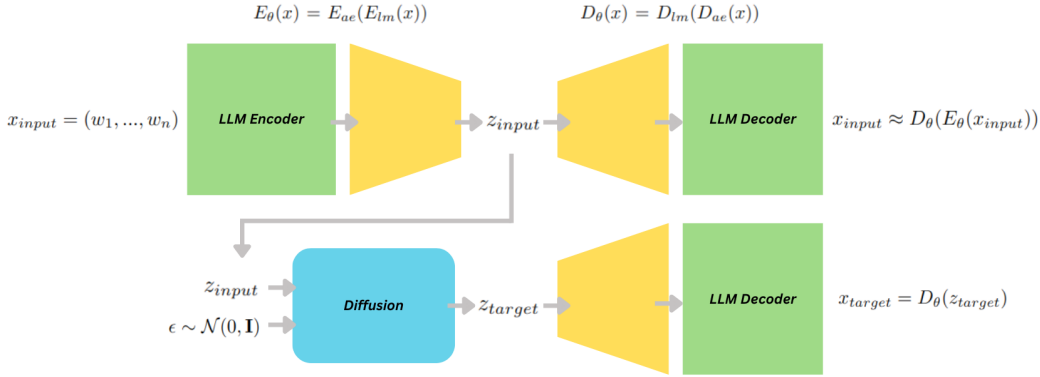 E_θ(x) = E_ae(E_lm(x))
D_θ(x) = D_lm(D_ae(x))
x_input = (w_1, ..., w_n)
LLM Encoder
z_input
LLM Decoder
x_input ≈ D_θ(E_θ(x_input))
z_input
ϵ ∼ N(0, I)
Diffusion
z_target
LLM Decoder
x_target = D_θ(z_target)